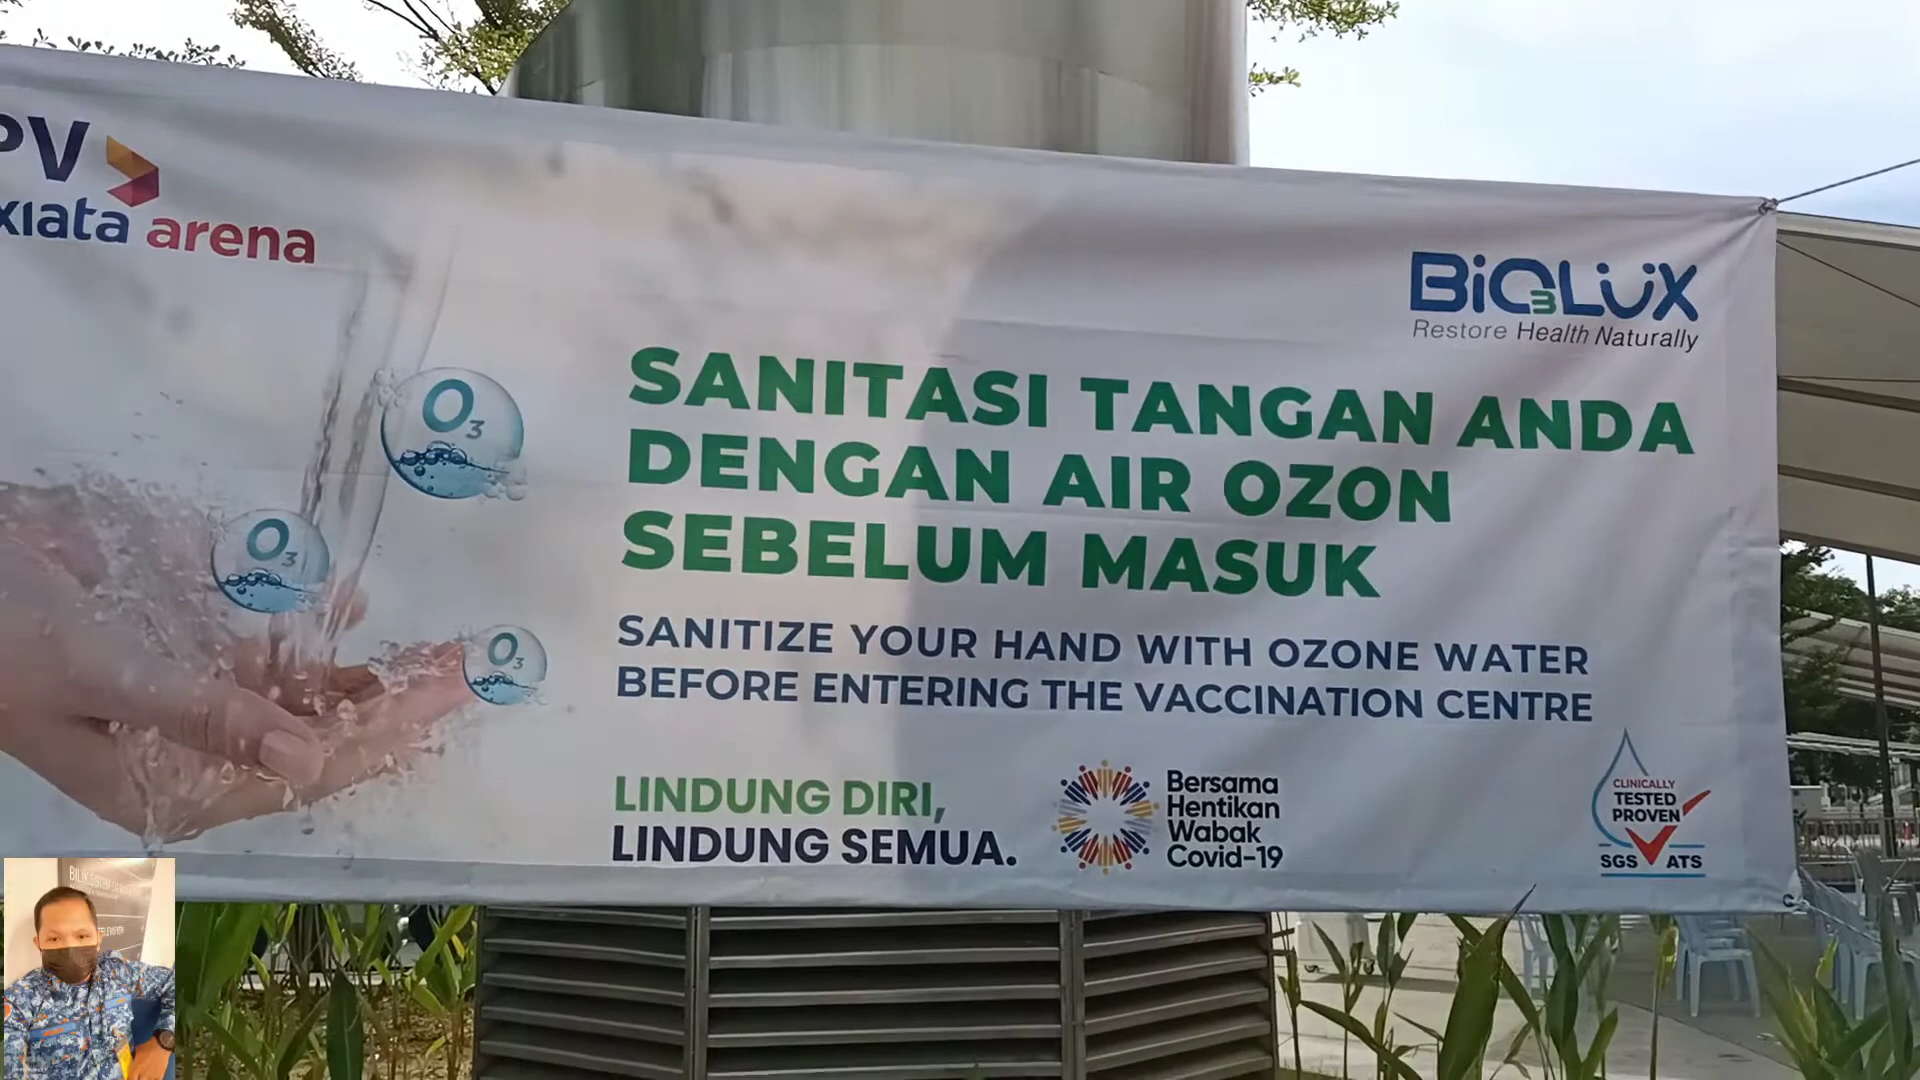 PV
xiata arena
BiO3LUX
Restore Health Naturally
O3
O3
O3
SANITASI TANGAN ANDA
DENGAN AIR OZON
SEBELUM MASUK
SANITIZE YOUR HAND WITH OZONE WATER
BEFORE ENTERING THE VACCINATION CENTRE
LINDUNG DIRI,
LINDUNG SEMUA.
Bersama
Hentikan
Wabak
Covid-19
CLINICALLY
TESTED
PROVEN
SGS ATS